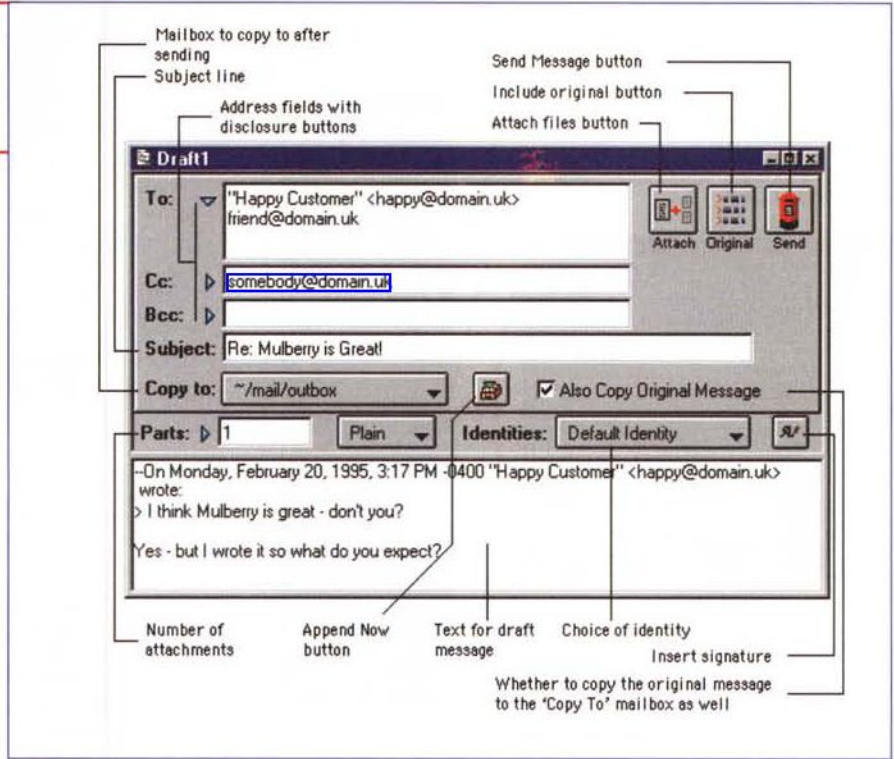 Mailbox to copy to after
sending
Subject line
Address fields with
disclosure buttons
Send Message button
Include original button
Attach files button
Draft1
To: "Happy Customer" <happy@domain.uk>
friend@domain.uk
Attach Original Send
Cc: somebody@domain.uk
Bcc:
Subject: Re: Mulberry is Great!
Copy to: ~/mail/outbox Also Copy Original Message
Parts: 1 Plain Identities: Default Identity
--On Monday, February 20, 1995, 3:17 PM -0400 "Happy Customer" <happy@domain.uk>
wrote:
> I think Mulberry is great - don't you?
Yes - but I wrote it so what do you expect?
Number of
attachments
Append Now
button
Text for draft
message
Choice of identity
Insert signature
Whether to copy the original message
to the 'Copy To' mailbox as well